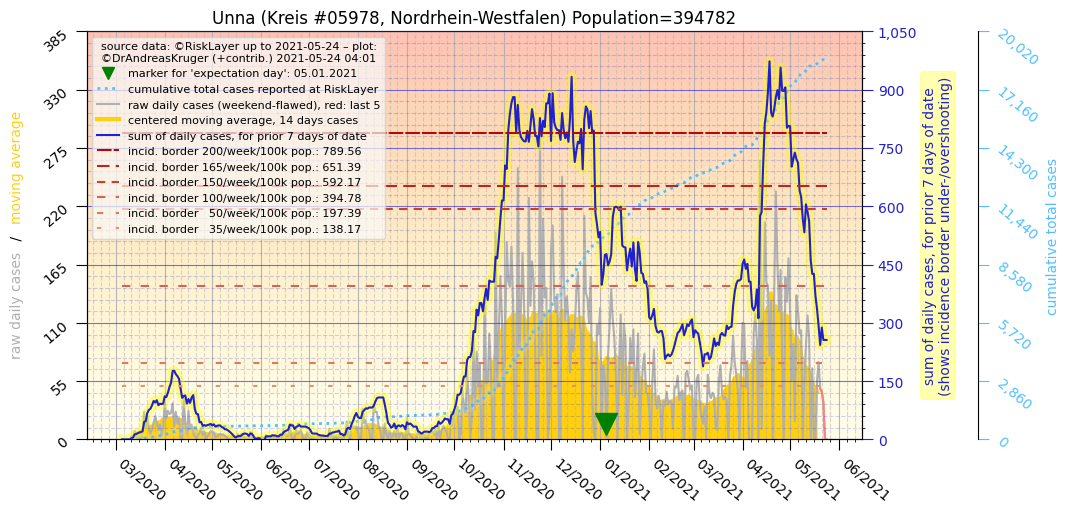 Unna (Kreis #05978, Nordrhein-Westfalen) Population=394782
source data: ©RiskLayer up to 2021-05-24 – plot:
©DrAndreasKruger (+contrib.) 2021-05-24 04:01
marker for 'expectation day': 05.01.2021
cumulative total cases reported at RiskLayer
raw daily cases (weekend-flawed), red: last 5
centered moving average, 14 days cases
sum of daily cases, for prior 7 days of date
incid. border 200/week/100k pop.: 789.56
incid. border 165/week/100k pop.: 651.39
incid. border 150/week/100k pop.: 592.17
incid. border 100/week/100k pop.: 394.78
incid. border   50/week/100k pop.: 197.39
incid. border   35/week/100k pop.: 138.17
raw daily cases / moving average
385
330
275
220
165
110
55
0
03/2020
04/2020
05/2020
06/2020
07/2020
08/2020
09/2020
10/2020
11/2020
12/2020
01/2021
02/2021
03/2021
04/2021
05/2021
06/2021
1,050
900
750
600
450
300
150
0
sum of daily cases, for prior 7 days of date
(shows incidence border under-/overshooting)
20,020
17,160
14,300
11,440
8,580
5,720
2,860
0
cumulative total cases